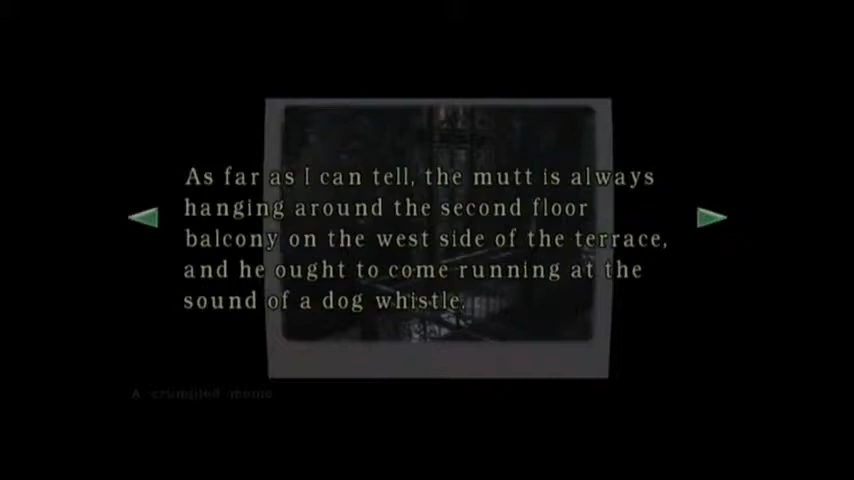 As far as I can tell, the mutt is always
hanging around the second floor
balcony on the west side of the terrace,
and he ought to come running at the
sound of a dog whistle.
A crumpled memo